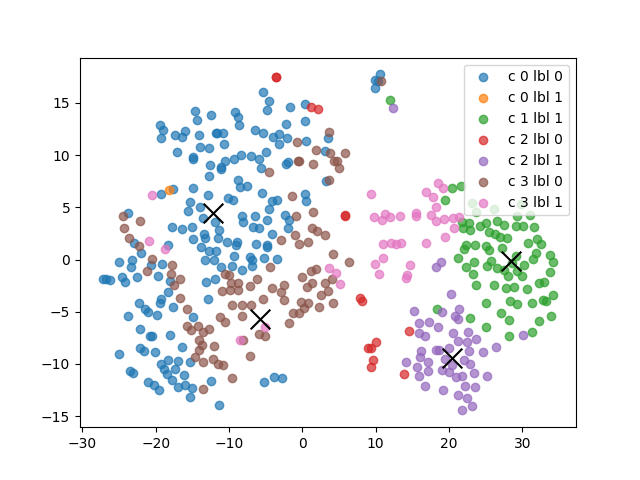 c 0 lbl 0
c 0 lbl 1
c 1 lbl 1
c 2 lbl 0
c 2 lbl 1
c 3 lbl 0
c 3 lbl 1
15
10
5
0
−5
−10
−15
−30 −20 −10 0 10 20 30